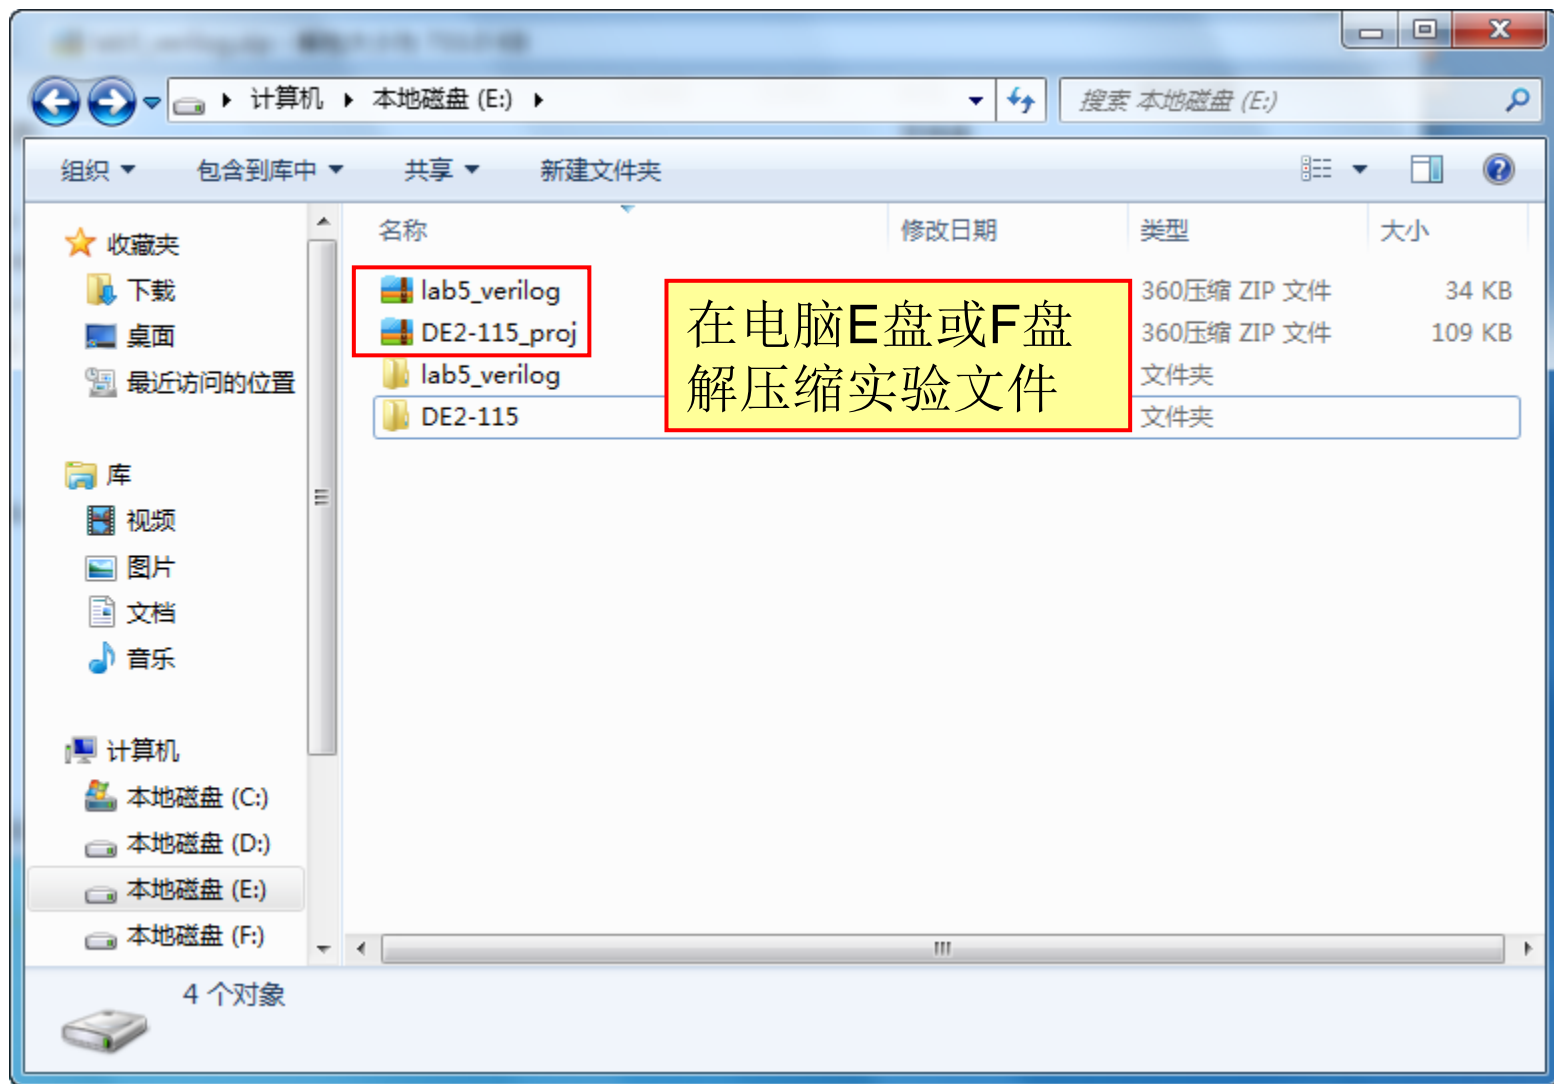 计算机 本地磁盘 (E:)
搜索 本地磁盘 (E:)
组织 包含到库中 共享 新建文件夹
名称 修改日期 类型 大小
收藏夹
下载
桌面
最近访问的位置
库
视频
图片
文档
音乐
计算机
本地磁盘 (C:)
本地磁盘 (D:)
本地磁盘 (E:)
本地磁盘 (F:)
lab5_verilog 360压缩 ZIP 文件 34 KB
DE2-115_proj 360压缩 ZIP 文件 109 KB
lab5_verilog 文件夹
DE2-115 文件夹
在电脑E盘或F盘
解压缩实验文件
4 个对象